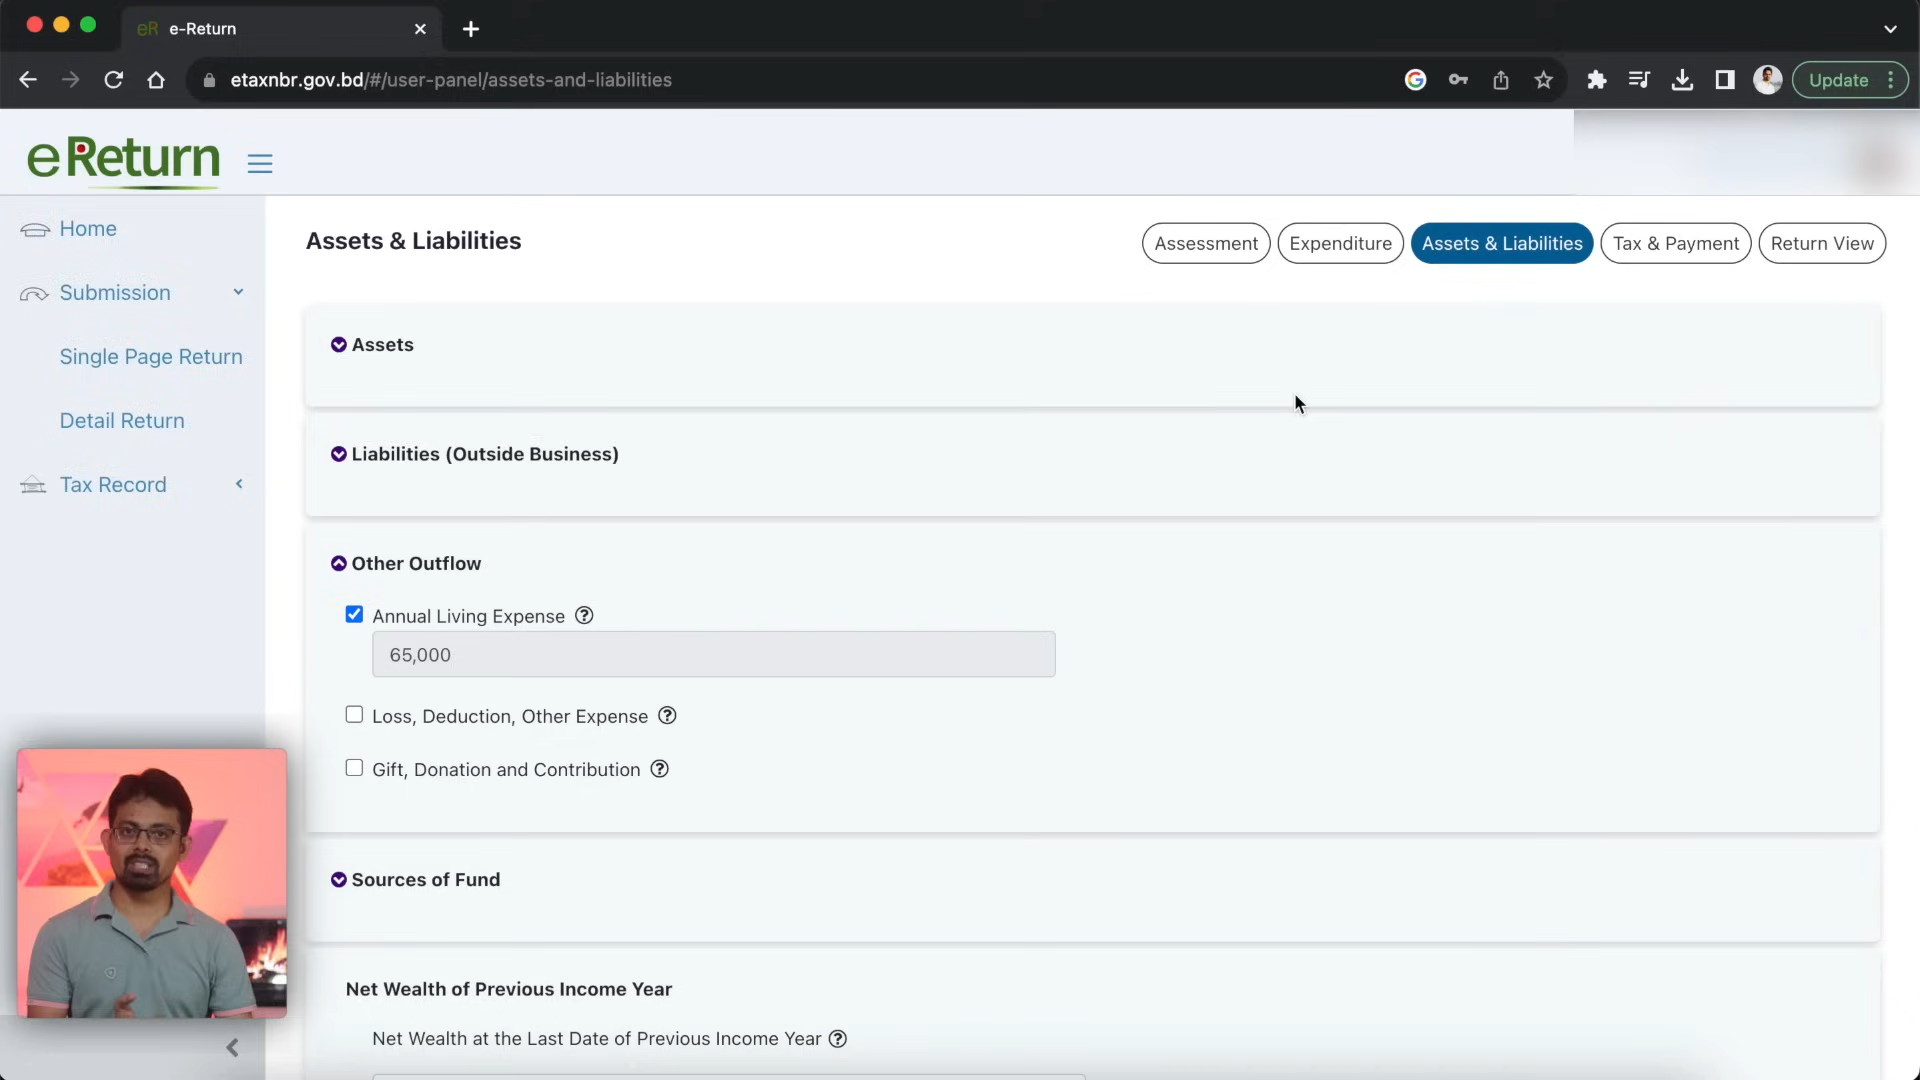 eR e-Return
etaxnbr.gov.bd/#/user-panel/assets-and-liabilities
Update
eReturn
Home
Submission
Single Page Return
Detail Return
Tax Record
Assets & Liabilities
Assessment
Expenditure
Assets & Liabilities
Tax & Payment
Return View
Assets
Liabilities (Outside Business)
Other Outflow
Annual Living Expense
65,000
Loss, Deduction, Other Expense
Gift, Donation and Contribution
Sources of Fund
Net Wealth of Previous Income Year
Net Wealth at the Last Date of Previous Income Year